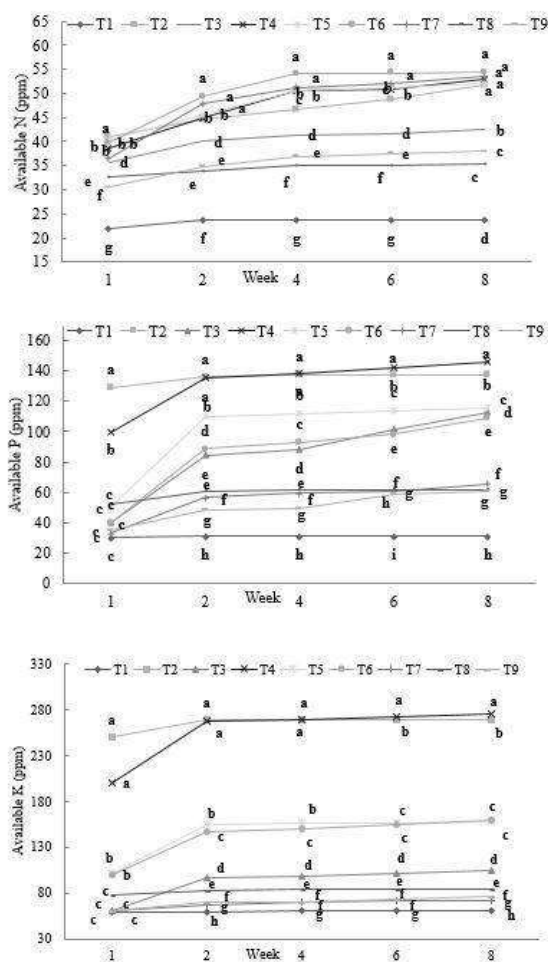 T1 T2 T3 T4 T5 T6 T7 T8 T9
Available N (ppm)
65
60
55
50
45
40
35
30
25
20
15
a a a a
a a a
b b b b b a c b b a
b b b d d d d b
e f e e f e f e f c c
g f g g d
1 2 4 6 8
Week
T1 T2 T3 T4 T5 T6 T7 T8 T9
Available P (ppm)
160
140
120
100
80
60
40
20
0
a a a a a
b a b b c b c
b d c d
c e d e
c c e f e f f h g f g g
c c c g g
c h h i h
1 2 4 6 8
Week
T1 T2 T3 T4 T5 T6 T7 T8 T9
Available K (ppm)
330
280
230
180
130
80
30
a a a a a
a a a b b
b b b b c c
c c c c
c d d d d
c c e f e f e f e f
c c g h f g f g g h
1 2 4 6 8
Week